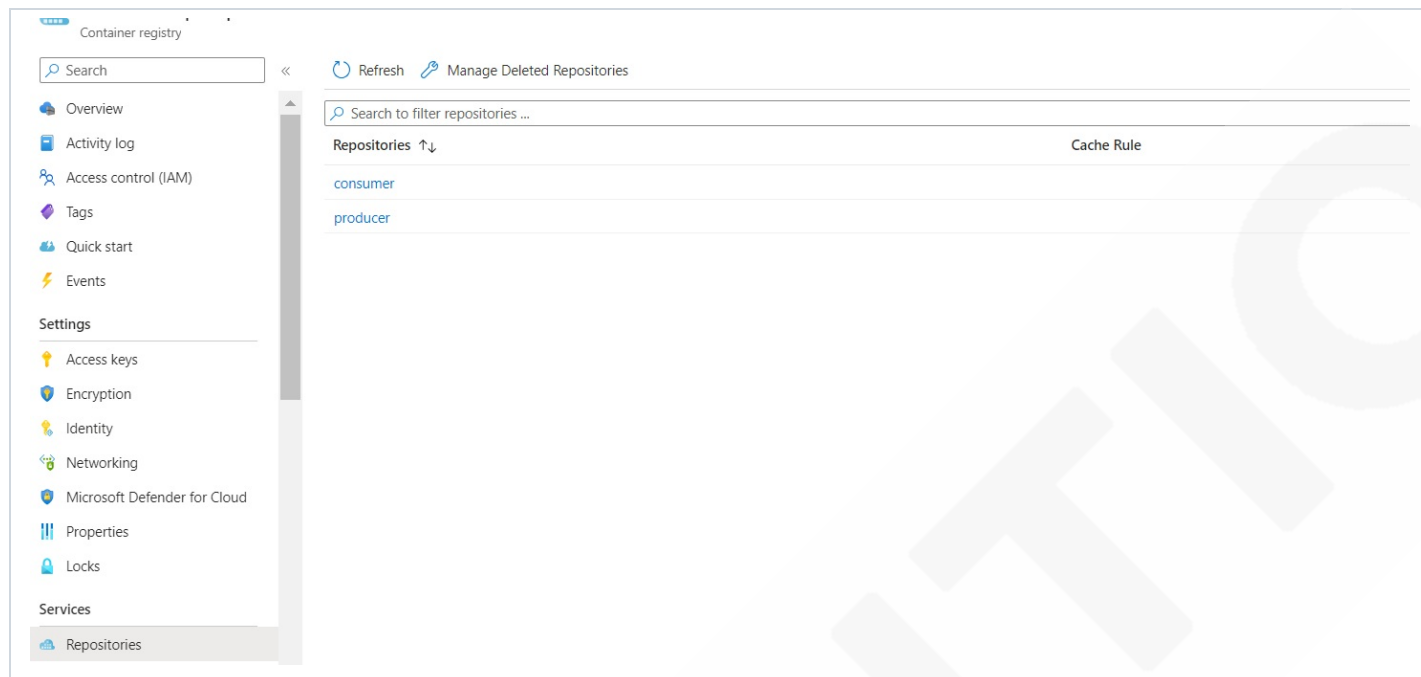 Container registry
Search
«
Refresh Manage Deleted Repositories
Overview
Search to filter repositories ...
Activity log
Repositories ↑↓ Cache Rule
Access control (IAM)
consumer
Tags
producer
Quick start
Events
Settings
Access keys
Encryption
Identity
Networking
Microsoft Defender for Cloud
Properties
Locks
Services
Repositories